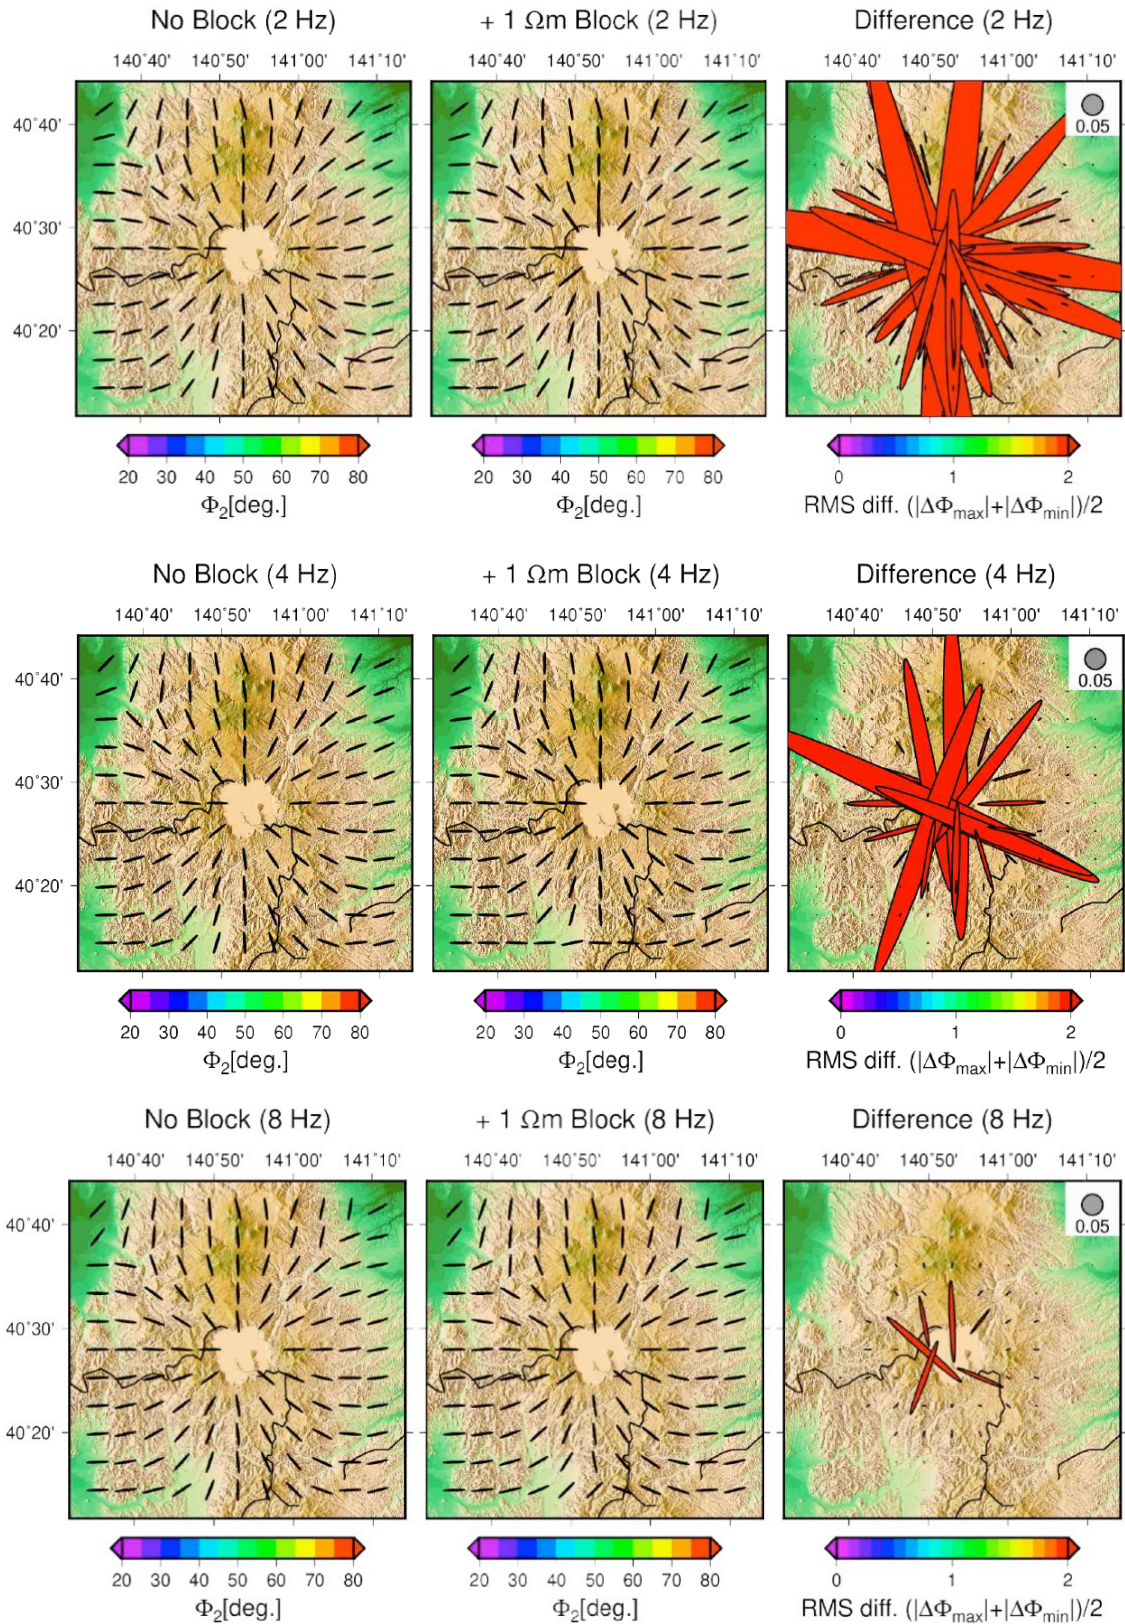 No Block (2 Hz)
+ 1 Ωm Block (2 Hz)
Difference (2 Hz)
140˚40' 140˚50' 141˚00' 141˚10'
140˚40' 140˚50' 141˚00' 141˚10'
140˚40' 140˚50' 141˚00' 141˚10'
40˚40'
40˚30'
40˚20'
0.05
20 30 40 50 60 70 80
Φ2[deg.]
20 30 40 50 60 70 80
Φ2[deg.]
0 1 2
RMS diff. (|ΔΦmax|+|ΔΦmin|)/2
No Block (4 Hz)
+ 1 Ωm Block (4 Hz)
Difference (4 Hz)
140˚40' 140˚50' 141˚00' 141˚10'
140˚40' 140˚50' 141˚00' 141˚10'
140˚40' 140˚50' 141˚00' 141˚10'
40˚40'
40˚30'
40˚20'
0.05
20 30 40 50 60 70 80
Φ2[deg.]
20 30 40 50 60 70 80
Φ2[deg.]
0 1 2
RMS diff. (|ΔΦmax|+|ΔΦmin|)/2
No Block (8 Hz)
+ 1 Ωm Block (8 Hz)
Difference (8 Hz)
140˚40' 140˚50' 141˚00' 141˚10'
140˚40' 140˚50' 141˚00' 141˚10'
140˚40' 140˚50' 141˚00' 141˚10'
40˚40'
40˚30'
40˚20'
0.05
20 30 40 50 60 70 80
Φ2[deg.]
20 30 40 50 60 70 80
Φ2[deg.]
0 1 2
RMS diff. (|ΔΦmax|+|ΔΦmin|)/2